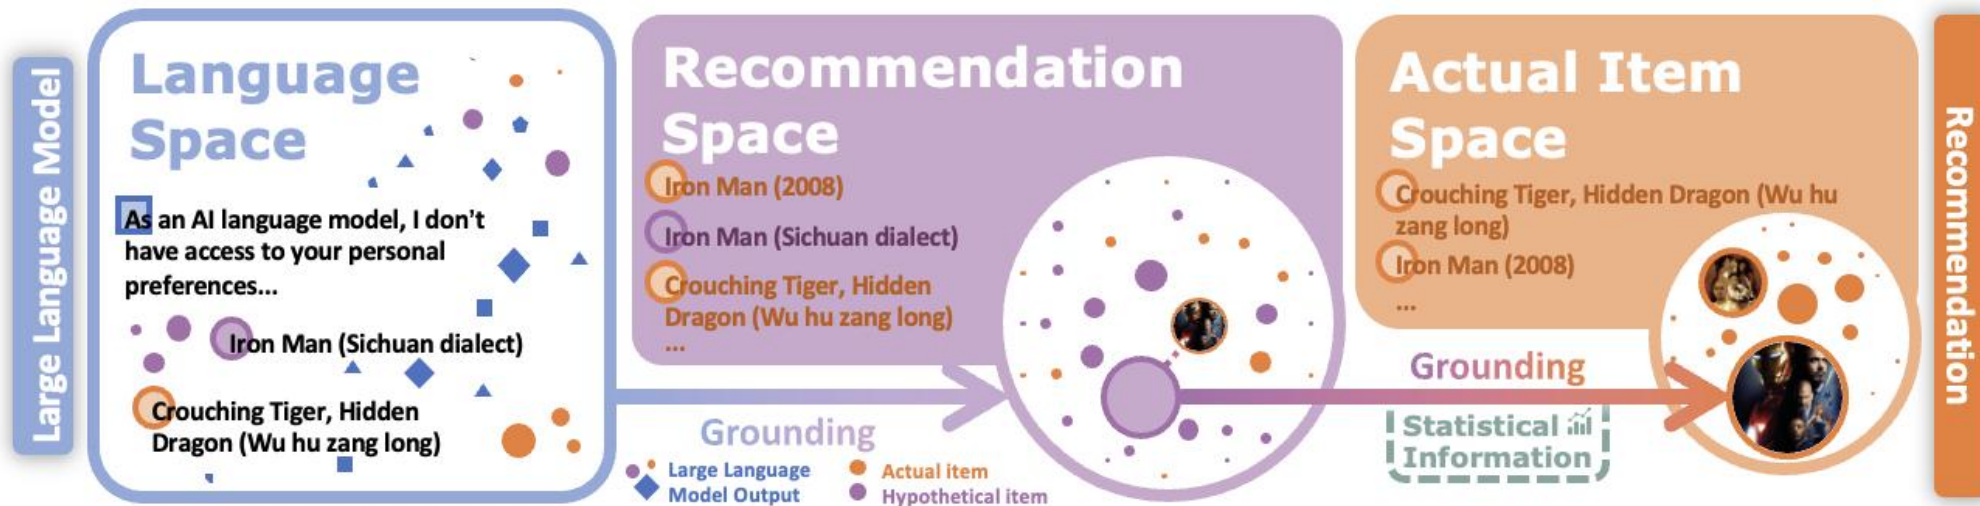 Large Language Model
Language
Space
As an AI language model, I don't
have access to your personal
preferences...
Iron Man (Sichuan dialect)
Crouching Tiger, Hidden
Dragon (Wu hu zang long)
Recommendation
Space
Iron Man (2008)
Iron Man (Sichuan dialect)
Crouching Tiger, Hidden
Dragon (Wu hu zang long)
...
Grounding
Large Language
Model Output
Actual item
Hypothetical item
Actual Item
Space
Crouching Tiger, Hidden Dragon (Wu hu
zang long)
Iron Man (2008)
...
Grounding
Statistical
Information
Recommendation